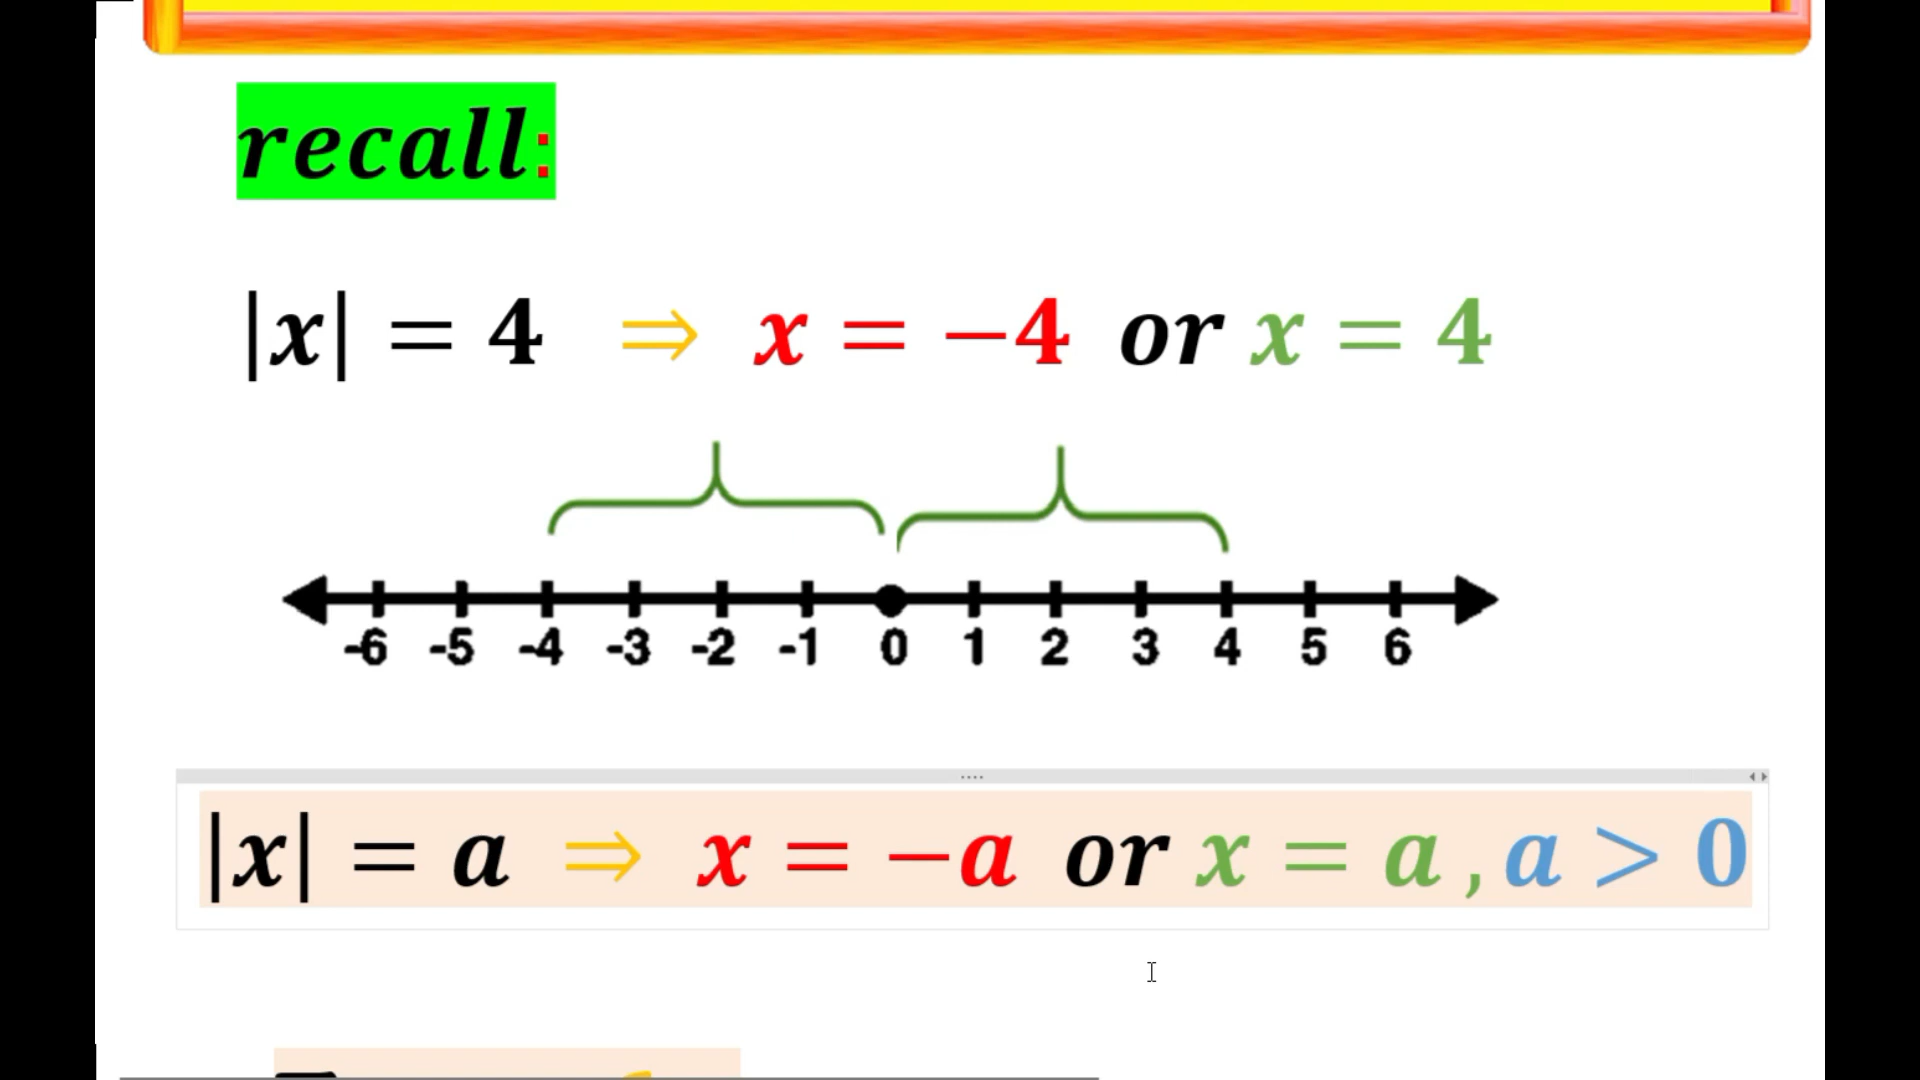 recall:
|x| = 4 ⇒ x = −4 or x = 4
-6 -5 -4 -3 -2 -1 0 1 2 3 4 5 6
|x| = a ⇒ x = −a or x = a , a > 0